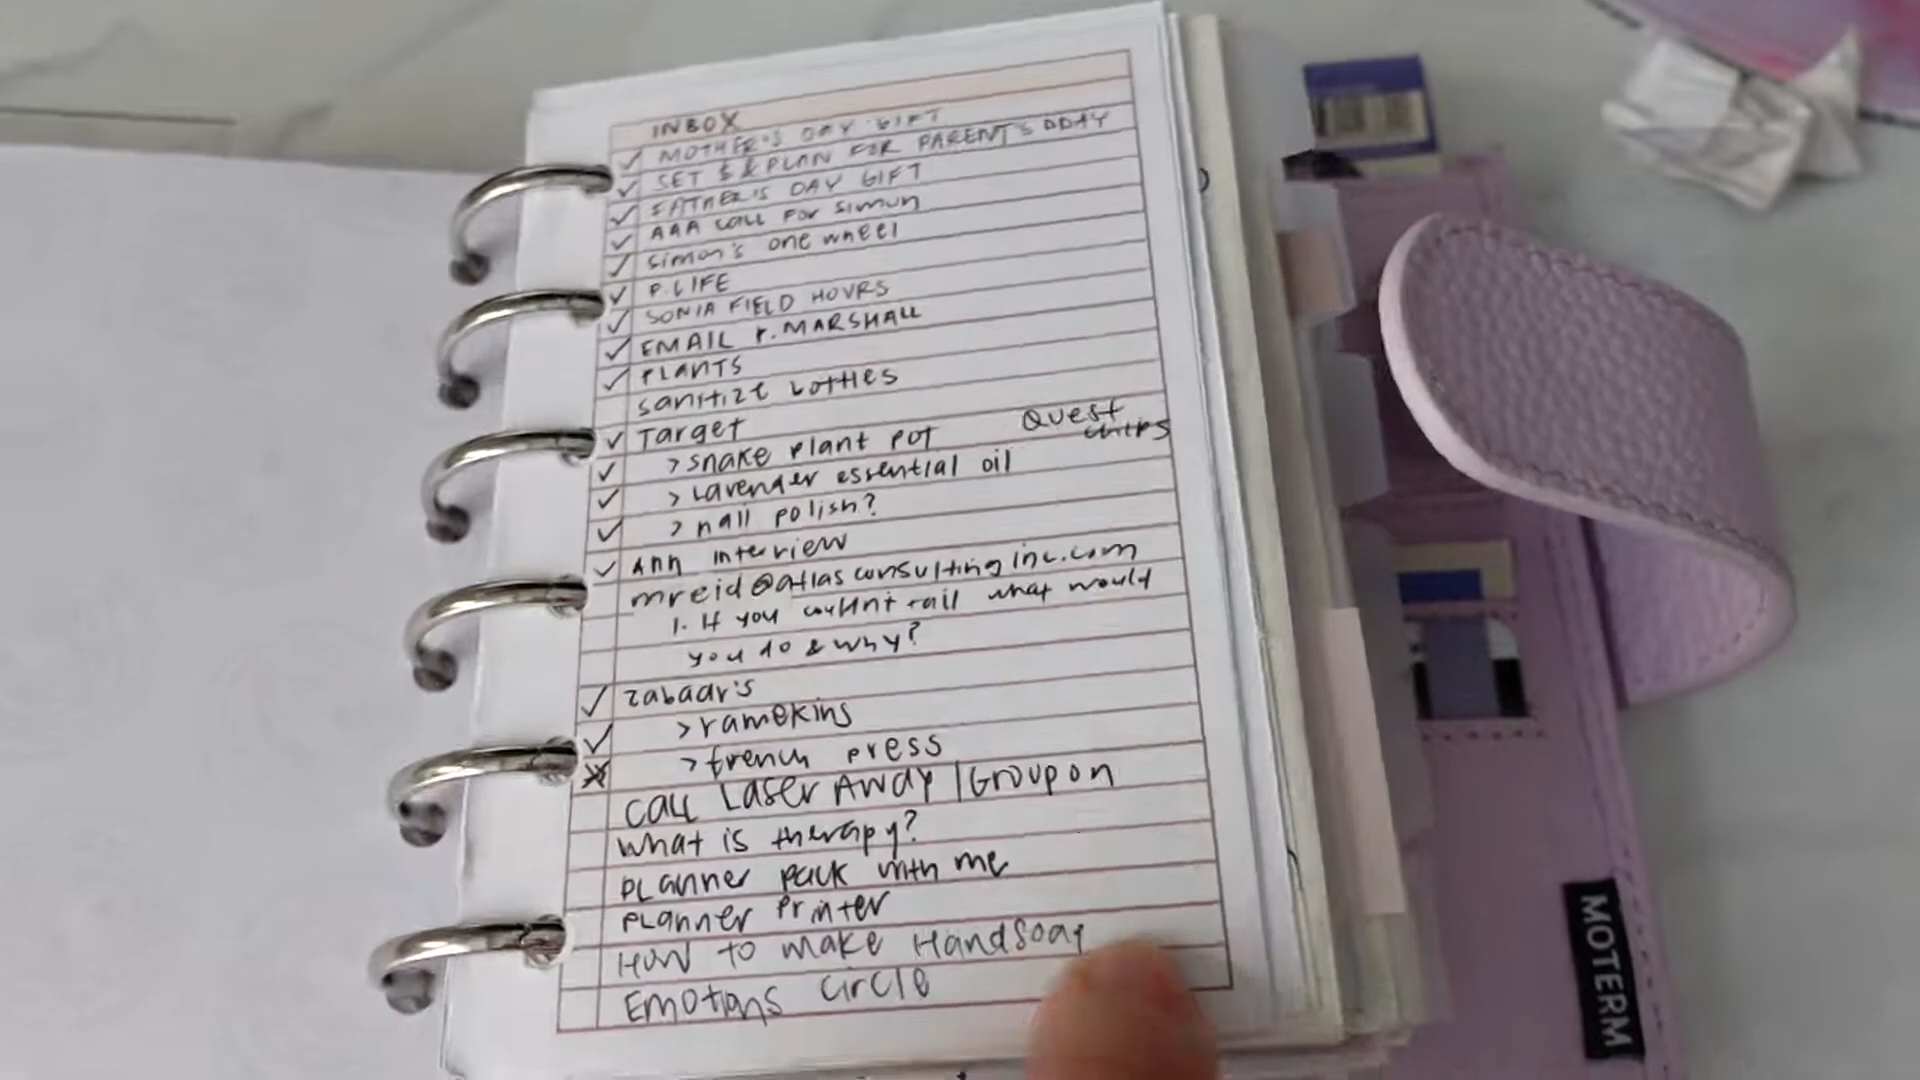 INBOX
✓ MOTHER'S DAY GIFT
✓ SET $ & PLAN FOR PARENT'S DDAY
✓ FATHER'S DAY GIFT
✓ AAA CALL FOR SIMON
✓ Simon's one wheel
✓ P. LIFE
✓ SONIA FIELD HOURS
✓ EMAIL r. MARSHALL
✓ PLANTS
sanitize bottles
✓ Target
✓ > snake plant pot Quest chips
✓ > Lavender essential oil
✓ > nail polish?
✓ Ann interview
mreid@atlasconsultinginc.com
1. If you couldn't fail what would
you do & why?
✓ zabaar's
✓ > ramekins
> french press
CALL LASER AWAY | Groupon
What is therapy?
PLanner pack with me
PLanner Printer
HOW TO make Handsoap
EMOTIONS circle
MOTERM